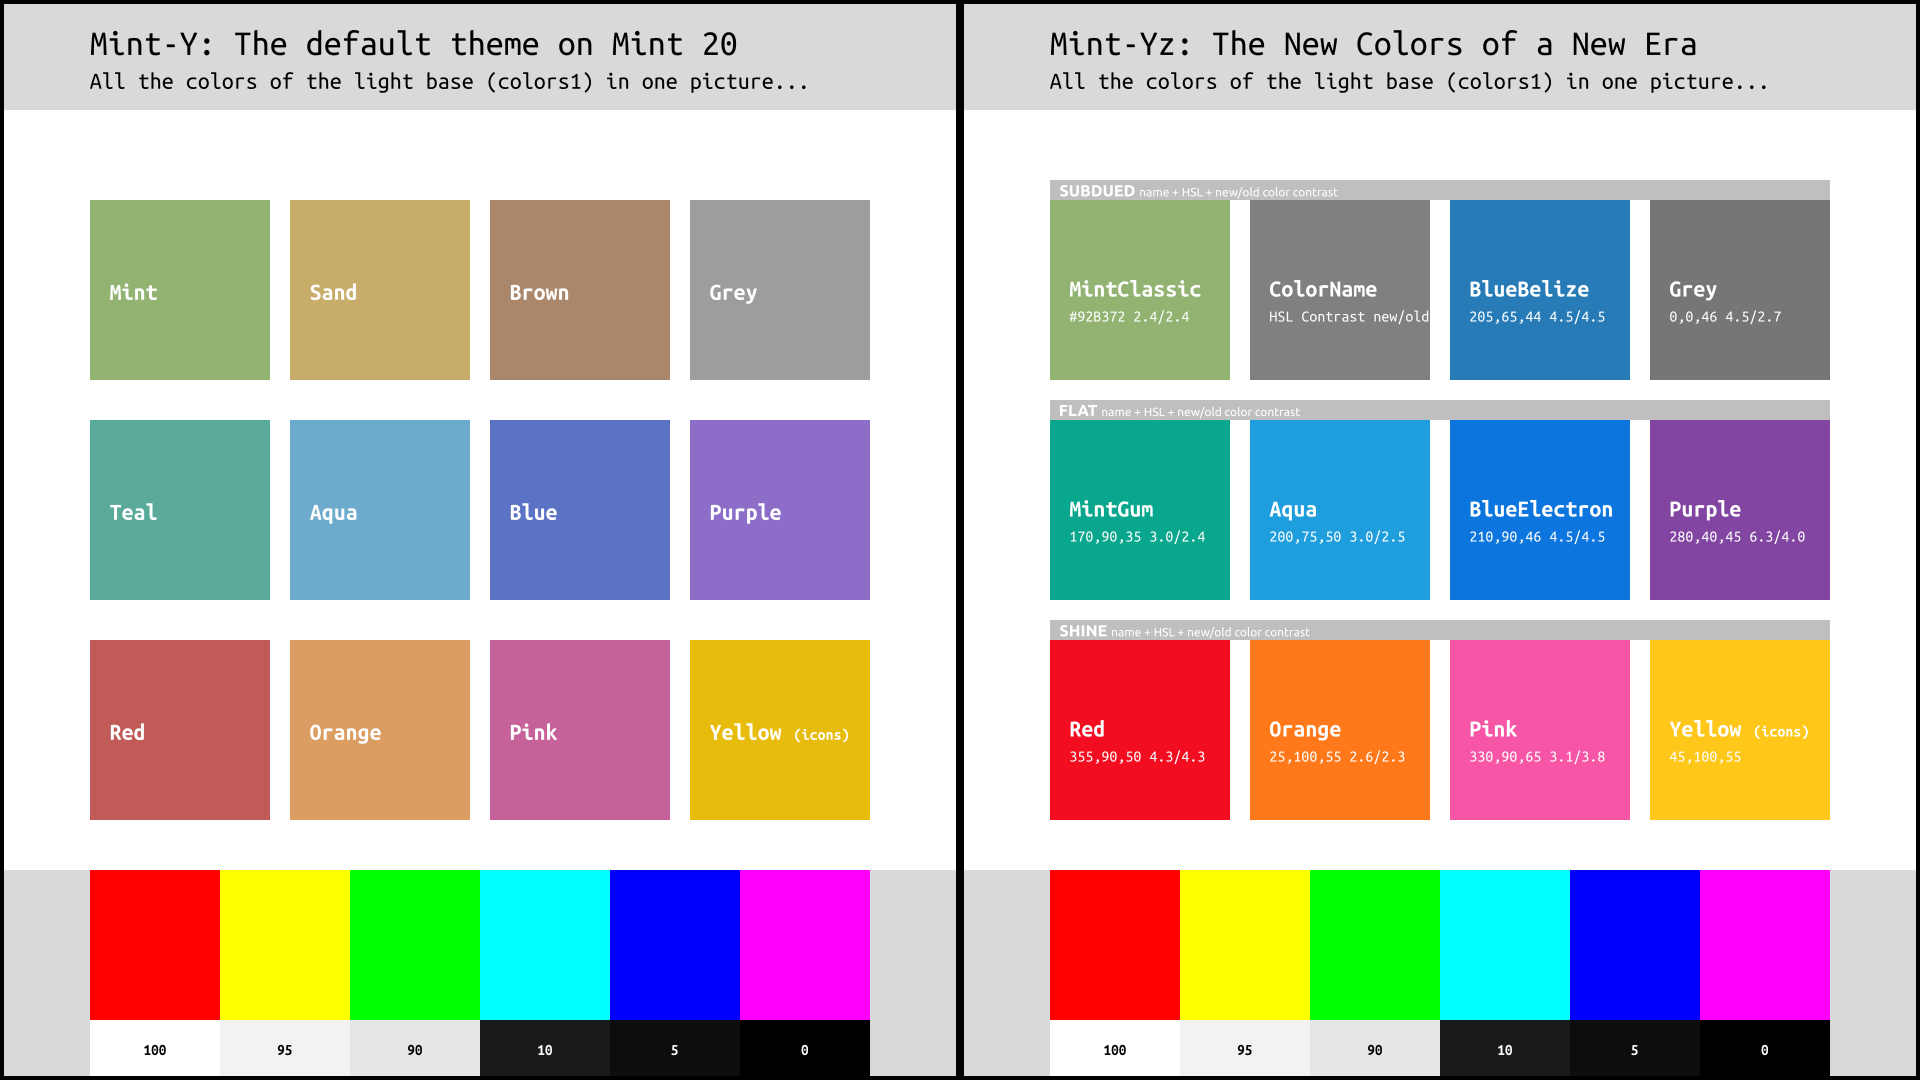 Mint-Y: The default theme on Mint 20
All the colors of the light base (colors1) in one picture...
Mint
Sand
Brown
Grey
Teal
Aqua
Blue
Purple
Red
Orange
Pink
Yellow (icons)
100
95
90
10
5
0
Mint-Yz: The New Colors of a New Era
All the colors of the light base (colors1) in one picture...
SUBDUED name + HSL + new/old color contrast
MintClassic
#92B372 2.4/2.4
ColorName
HSL Contrast new/old
BlueBelize
205,65,44 4.5/4.5
Grey
0,0,46 4.5/2.7
FLAT name + HSL + new/old color contrast
MintGum
170,90,35 3.0/2.4
Aqua
200,75,50 3.0/2.5
BlueElectron
210,90,46 4.5/4.5
Purple
280,40,45 6.3/4.0
SHINE name + HSL + new/old color contrast
Red
355,90,50 4.3/4.3
Orange
25,100,55 2.6/2.3
Pink
330,90,65 3.1/3.8
Yellow (icons)
45,100,55
100
95
90
10
5
0